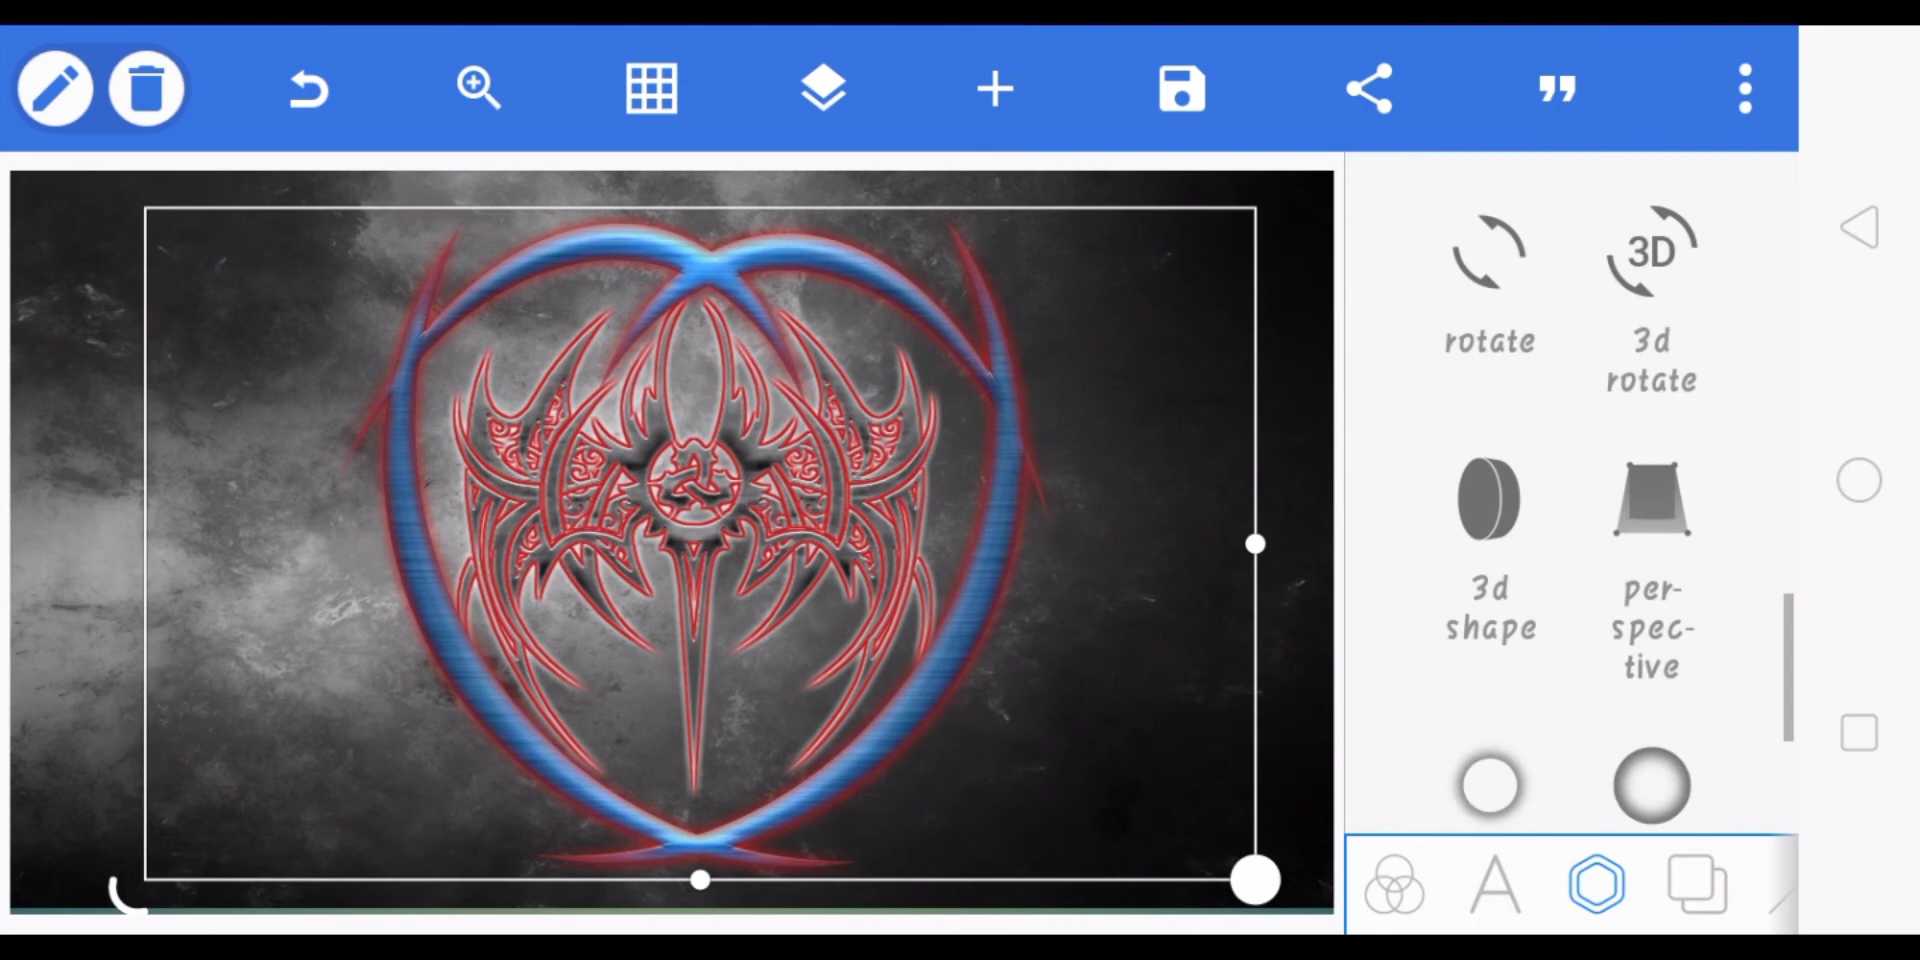 3D
rotate
3d
rotate
3d
shape
per-
spec-
tive
A